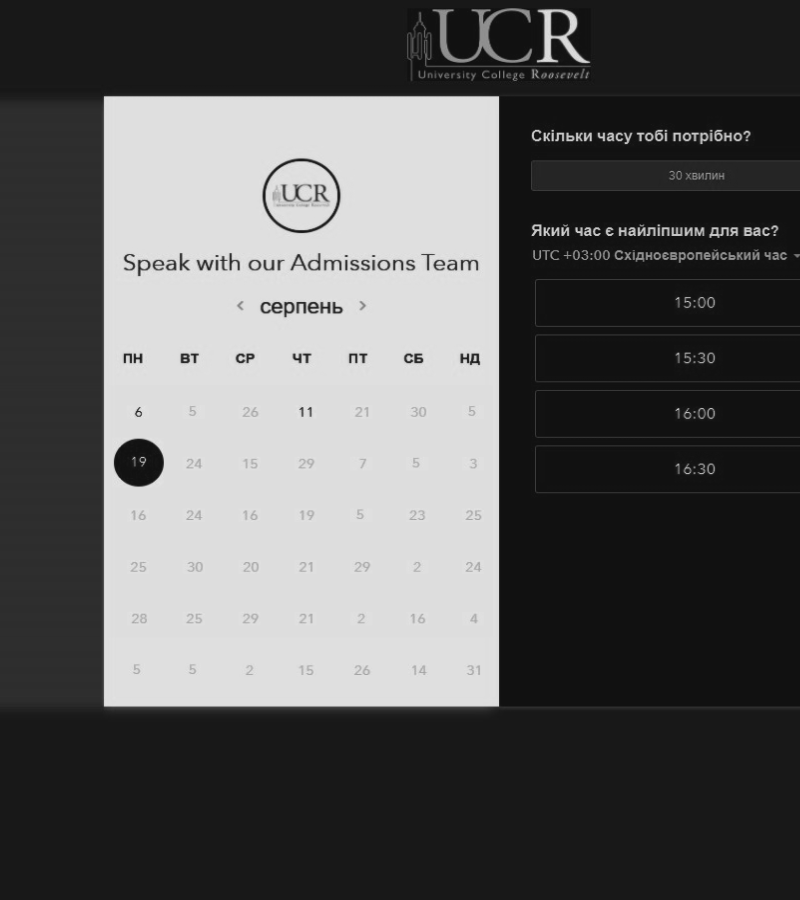 UCR
University College Roosevelt
UCR
Speak with our Admissions Team
< серпень >
ПН ВТ СР ЧТ ПТ СБ НД
6 5 26 11 21 30 5
19 24 15 29 7 5 3
16 24 16 19 5 23 25
25 30 20 21 29 2 24
28 25 29 21 2 16 4
5 5 2 15 26 14 31
Скільки часу тобі потрібно?
30 хвилин
Який час є найліпшим для вас?
UTC +03:00 Східноєвропейський час
15:00
15:30
16:00
16:30